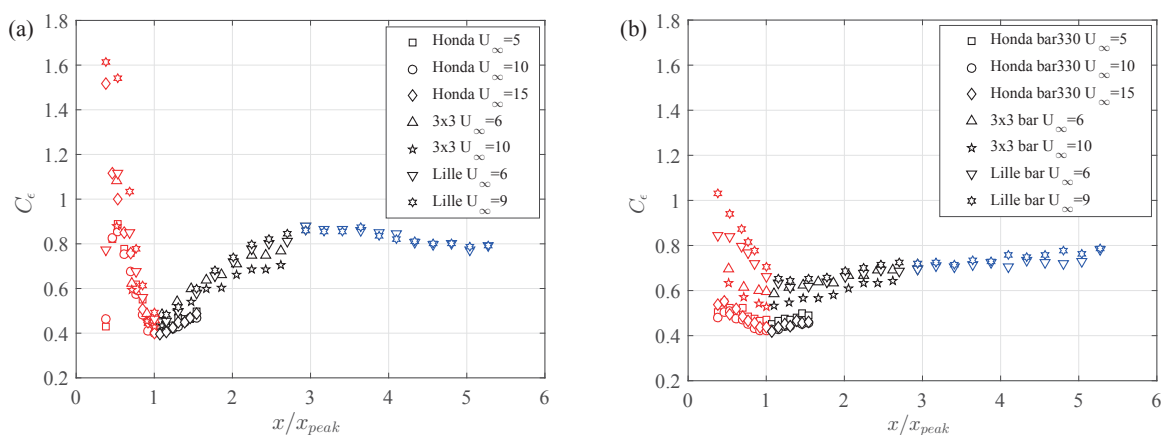 (a)
1.8
1.6
1.4
1.2
1
0.8
0.6
0.4
0.2
C_ϵ
0 1 2 3 4 5 6
x/x_peak
Honda U_∞=5
Honda U_∞=10
Honda U_∞=15
3x3 U_∞=6
3x3 U_∞=10
Lille U_∞=6
Lille U_∞=9
(b)
1.8
1.6
1.4
1.2
1
0.8
0.6
0.4
0.2
C_ϵ
0 1 2 3 4 5 6
x/x_peak
Honda bar330 U_∞=5
Honda bar330 U_∞=10
Honda bar330 U_∞=15
3x3 bar U_∞=6
3x3 bar U_∞=10
Lille bar U_∞=6
Lille bar U_∞=9